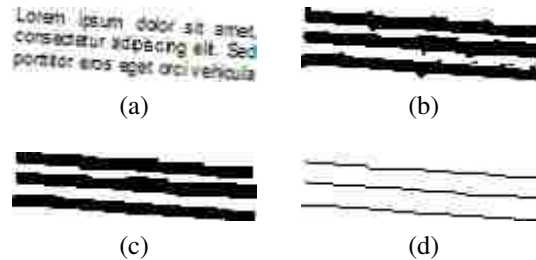 Lorem ipsum dolor sit amet,
consectetur adipiscing elit. Sed
porttitor eros eget orci vehicula
(a)
(b)
(c)
(d)